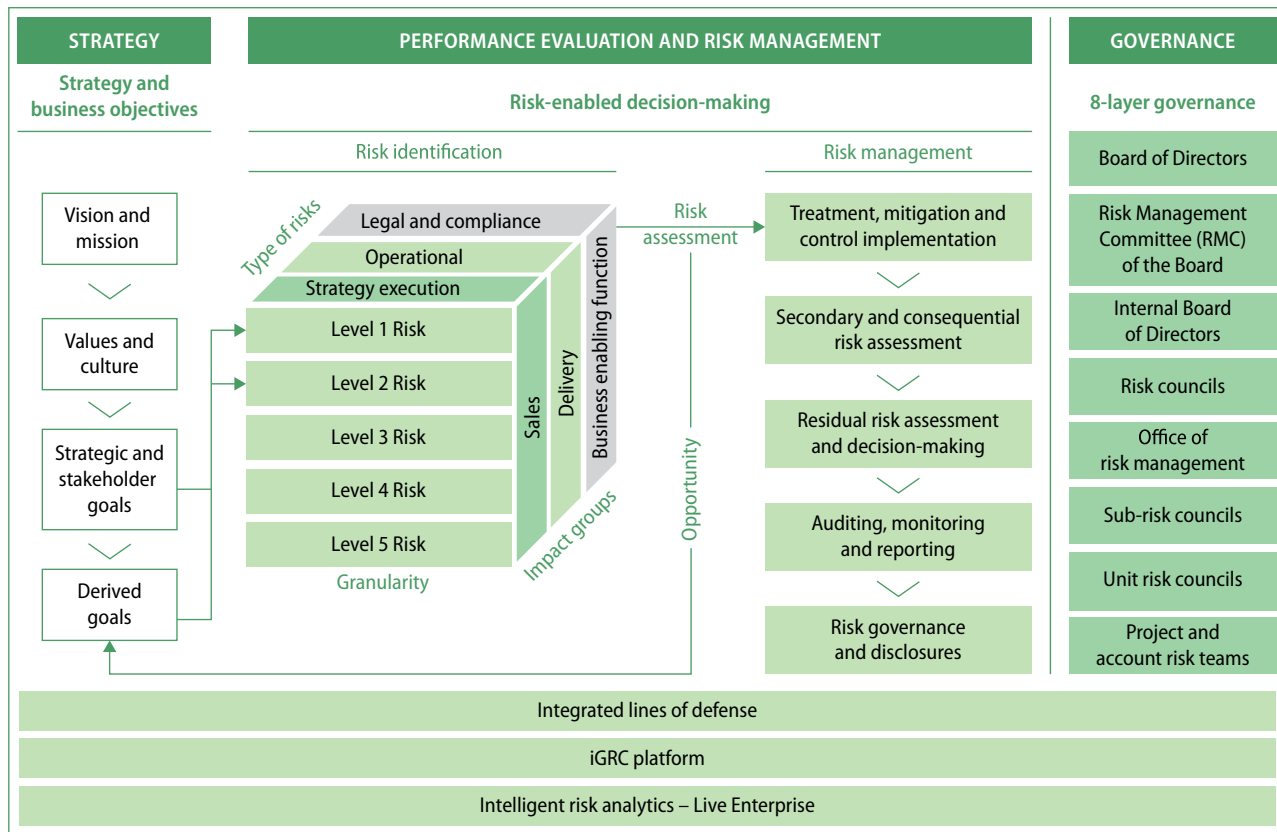 STRATEGY
Strategy and
business objectives
Vision and
mission
Values and
culture
Strategic and
stakeholder
goals
Derived
goals
PERFORMANCE EVALUATION AND RISK MANAGEMENT
Risk-enabled decision-making
Risk identification
Type of risks
Legal and compliance
Operational
Strategy execution
Level 1 Risk
Level 2 Risk
Level 3 Risk
Level 4 Risk
Level 5 Risk
Granularity
Sales
Delivery
Business enabling function
Impact groups
Risk
assessment
Opportunity
Risk management
Treatment, mitigation and
control implementation
Secondary and consequential
risk assessment
Residual risk assessment
and decision-making
Auditing, monitoring
and reporting
Risk governance
and disclosures
GOVERNANCE
8-layer governance
Board of Directors
Risk Management
Committee (RMC)
of the Board
Internal Board
of Directors
Risk councils
Office of
risk management
Sub-risk councils
Unit risk councils
Project and
account risk teams
Integrated lines of defense
iGRC platform
Intelligent risk analytics – Live Enterprise